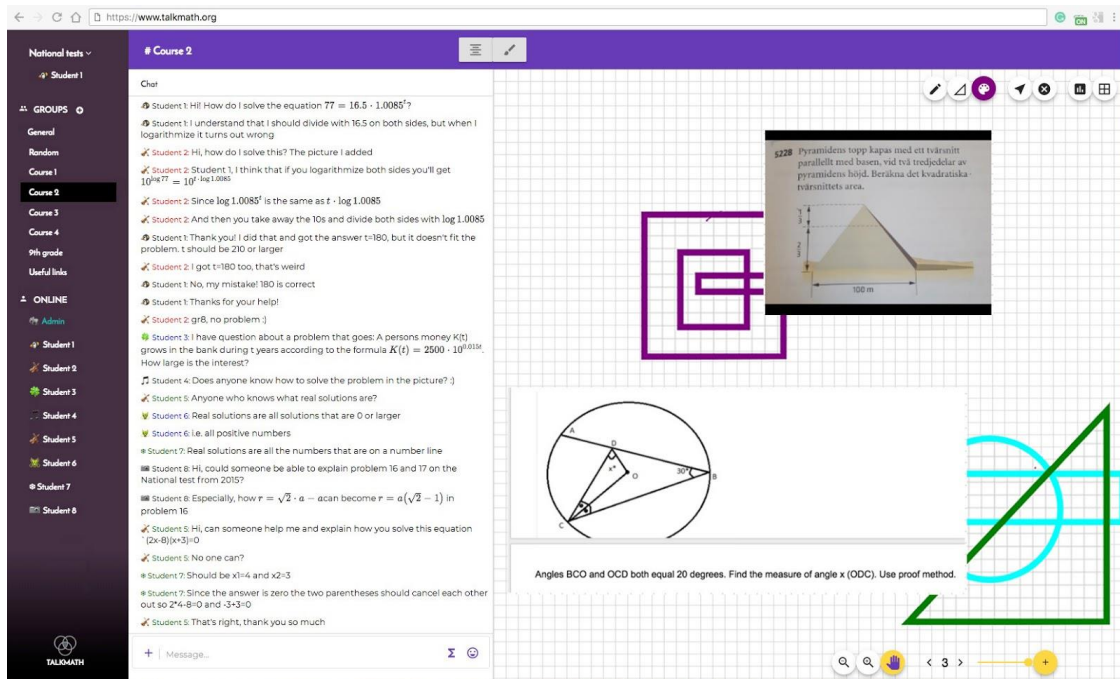 https://www.talkmath.org
ON
National tests
Student 1
GROUPS
General
Random
Course 1
Course 2
Course 3
Course 4
9th grade
Useful links
ONLINE
Admin
Student 1
Student 2
Student 3
Student 4
Student 5
Student 6
Student 7
Student 8
TALKMATH
# Course 2
Chat
Student 1: Hi! How do I solve the equation 77 = 16.5 · 1.0085^t?
Student 1: I understand that I should divide with 16.5 on both sides, but when I
logarithmize it turns out wrong
Student 2: Hi, how do I solve this? The picture I added
Student 2: Student 1, I think that if you logarithmize both sides you'll get
10^{log 77} = 10^{t · log 1.0085}
Student 2: Since log 1.0085^t is the same as t · log 1.0085
Student 2: And then you take away the 10s and divide both sides with log 1.0085
Student 1: Thank you! I did that and got the answer t=180, but it doesn't fit the
problem. t should be 210 or larger
Student 2: I got t=180 too, that's weird
Student 1: No, my mistake! 180 is correct
Student 1: Thanks for your help!
Student 2: gr8, no problem :)
Student 3: I have question about a problem that goes: A persons money K(t)
grows in the bank during t years according to the formula K(t) = 2500 · 10^{0.015t}.
How large is the interest?
Student 4: Does anyone know how to solve the problem in the picture? :)
Student 5: Anyone who knows what real solutions are?
Student 6: Real solutions are all solutions that are 0 or larger
Student 6: i.e. all positive numbers
Student 7: Real solutions are all the numbers that are on a number line
Student 8: Hi, could someone be able to explain problem 16 and 17 on the
National test from 2015?
Student 8: Especially, how r = √2 · a − acan become r = a(√2 − 1) in
problem 16
Student 5: Hi, can someone help me and explain how you solve this equation
`(2x-8)(x+3)=0
Student 5: No one can?
Student 7: Should be x1=4 and x2=3
Student 7: Since the answer is zero the two parentheses should cancel each other
out so 2*4-8=0 and -3+3=0
Student 5: That's right, thank you so much
Message...
Σ
5228 Pyramidens topp kapas med ett tvärsnitt
parallellt med basen, vid två tredjedelar av
pyramidens höjd. Beräkna det kvadratiska
tvärsnittets area.
100 m
A
D
x°
O
30°
B
C
Angles BCO and OCD both equal 20 degrees. Find the measure of angle x (ODC). Use proof method.
< 3 >
+